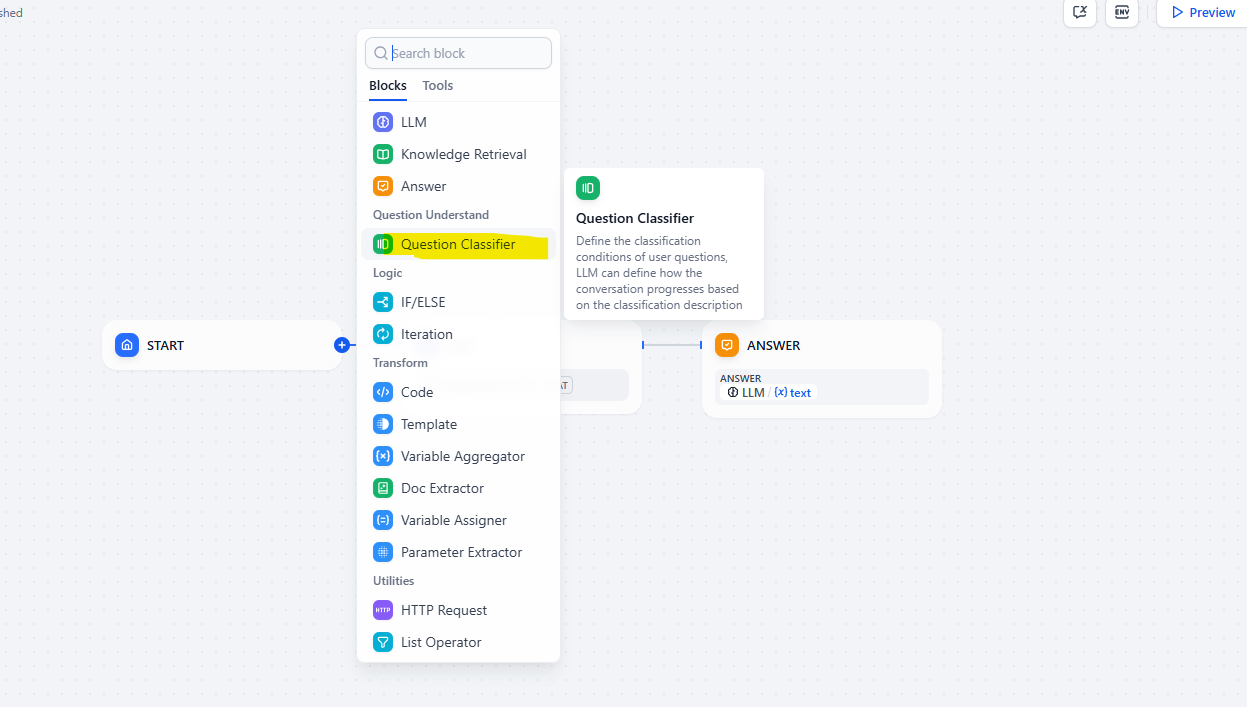 shed
ENV
Preview
Search block
Blocks
Tools
LLM
Knowledge Retrieval
Answer
Question Understand
Question Classifier
Logic
IF/ELSE
Iteration
Transform
Code
Template
Variable Aggregator
Doc Extractor
Variable Assigner
Parameter Extractor
Utilities
HTTP
HTTP Request
List Operator
Question Classifier
Define the classification
conditions of user questions,
LLM can define how the
conversation progresses based
on the classification description
START
AT
ANSWER
ANSWER
LLM / {x} text